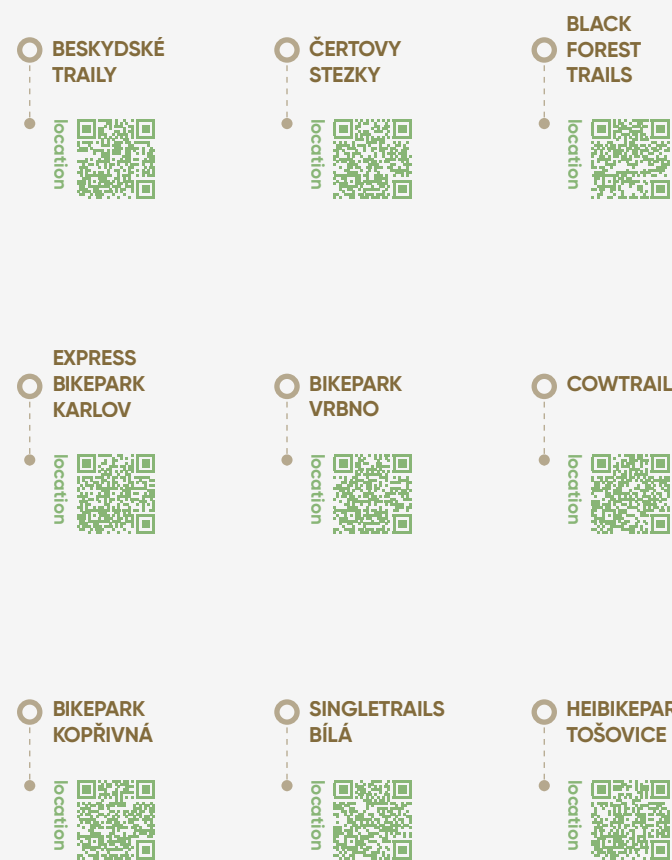 BESKYDSKÉ
TRAILY
location
ČERTOVY
STEZKY
location
BLACK
FOREST
TRAILS
location
EXPRESS
BIKEPARK
KARLOV
location
BIKEPARK
VRBNO
location
COWTRAIL
location
BIKEPARK
KOPŘIVNÁ
location
SINGLETRAILS
BÍLÁ
location
HEIBIKEPAR
TOŠOVICE
location